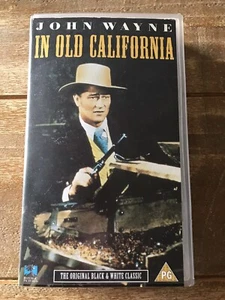 JOHN WAYNE
IN OLD CALIFORNIA
THE ORIGINAL BLACK & WHITE CLASSIC
PG